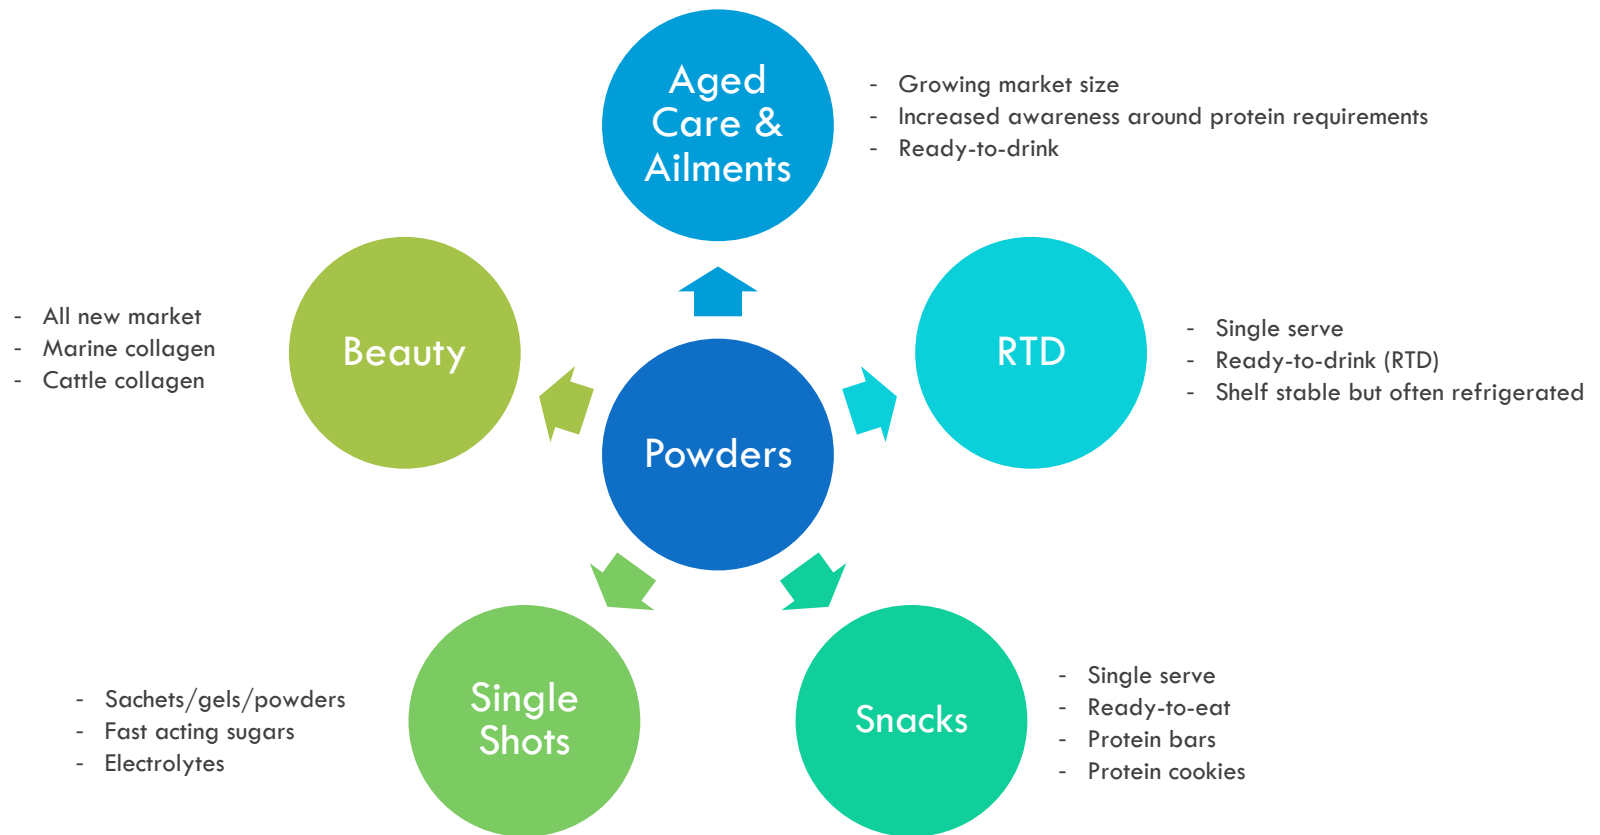 Aged
Care &
Ailments
- Growing market size
- Increased awareness around protein requirements
- Ready-to-drink
Beauty
- All new market
- Marine collagen
- Cattle collagen
RTD
- Single serve
- Ready-to-drink (RTD)
- Shelf stable but often refrigerated
Powders
Single
Shots
- Sachets/gels/powders
- Fast acting sugars
- Electrolytes
Snacks
- Single serve
- Ready-to-eat
- Protein bars
- Protein cookies